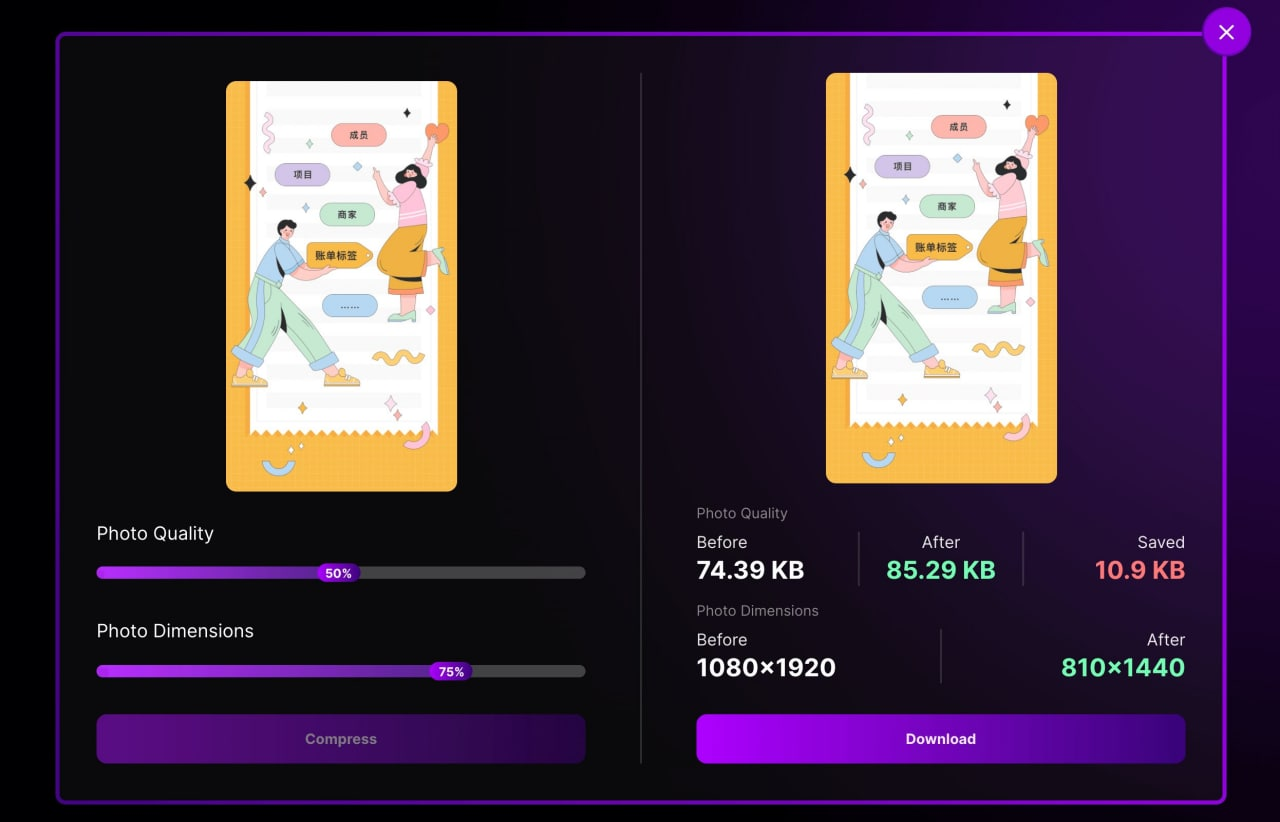 成员
项目
商家
账单标签
……
Photo Quality
50%
Photo Dimensions
75%
Compress
成员
项目
商家
账单标签
……
Photo Quality
Before
After
Saved
74.39 KB
85.29 KB
10.9 KB
Photo Dimensions
Before
After
1080×1920
810×1440
Download